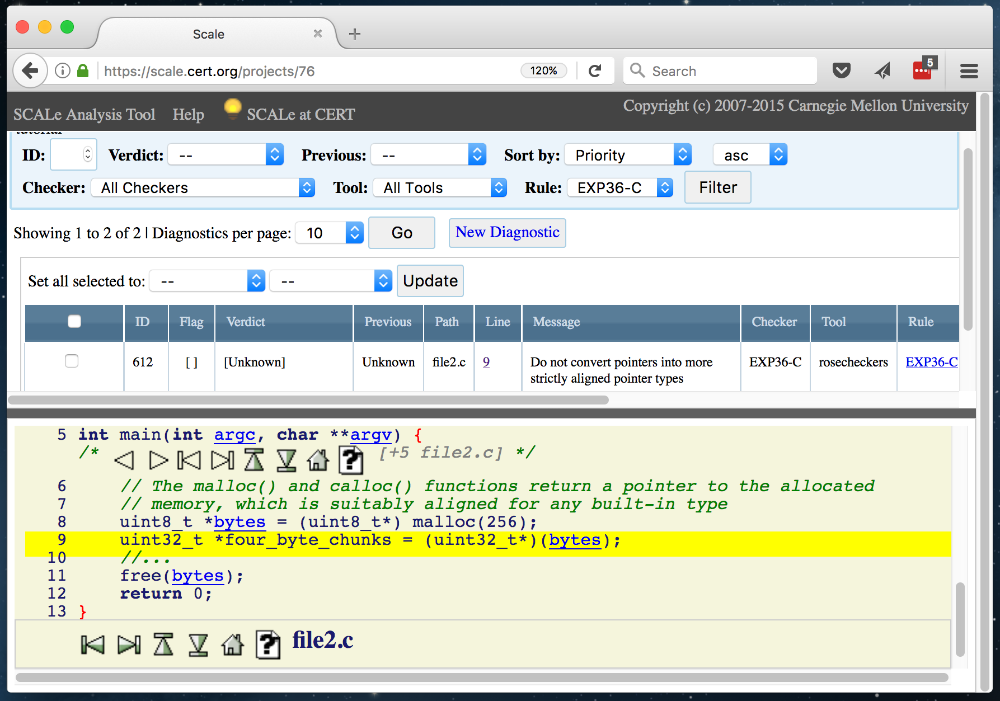 Scale
https://scale.cert.org/projects/76 120% Search 5
SCALe Analysis Tool Help SCALe at CERT Copyright (c) 2007-2015 Carnegie Mellon University
tutorial
ID: Verdict: -- Previous: -- Sort by: Priority asc
Checker: All Checkers Tool: All Tools Rule: EXP36-C Filter
Showing 1 to 2 of 2 | Diagnostics per page: 10 Go New Diagnostic
Set all selected to: -- -- Update
ID Flag Verdict Previous Path Line Message Checker Tool Rule
612 [ ] [Unknown] Unknown file2.c 9 Do not convert pointers into more EXP36-C rosecheckers EXP36-C
strictly aligned pointer types
5 int main(int argc, char **argv) {
/* [+5 file2.c] */
6 // The malloc() and calloc() functions return a pointer to the allocated
7 // memory, which is suitably aligned for any built-in type
8 uint8_t *bytes = (uint8_t*) malloc(256);
9 uint32_t *four_byte_chunks = (uint32_t*)(bytes);
10 //...
11 free(bytes);
12 return 0;
13 }
file2.c